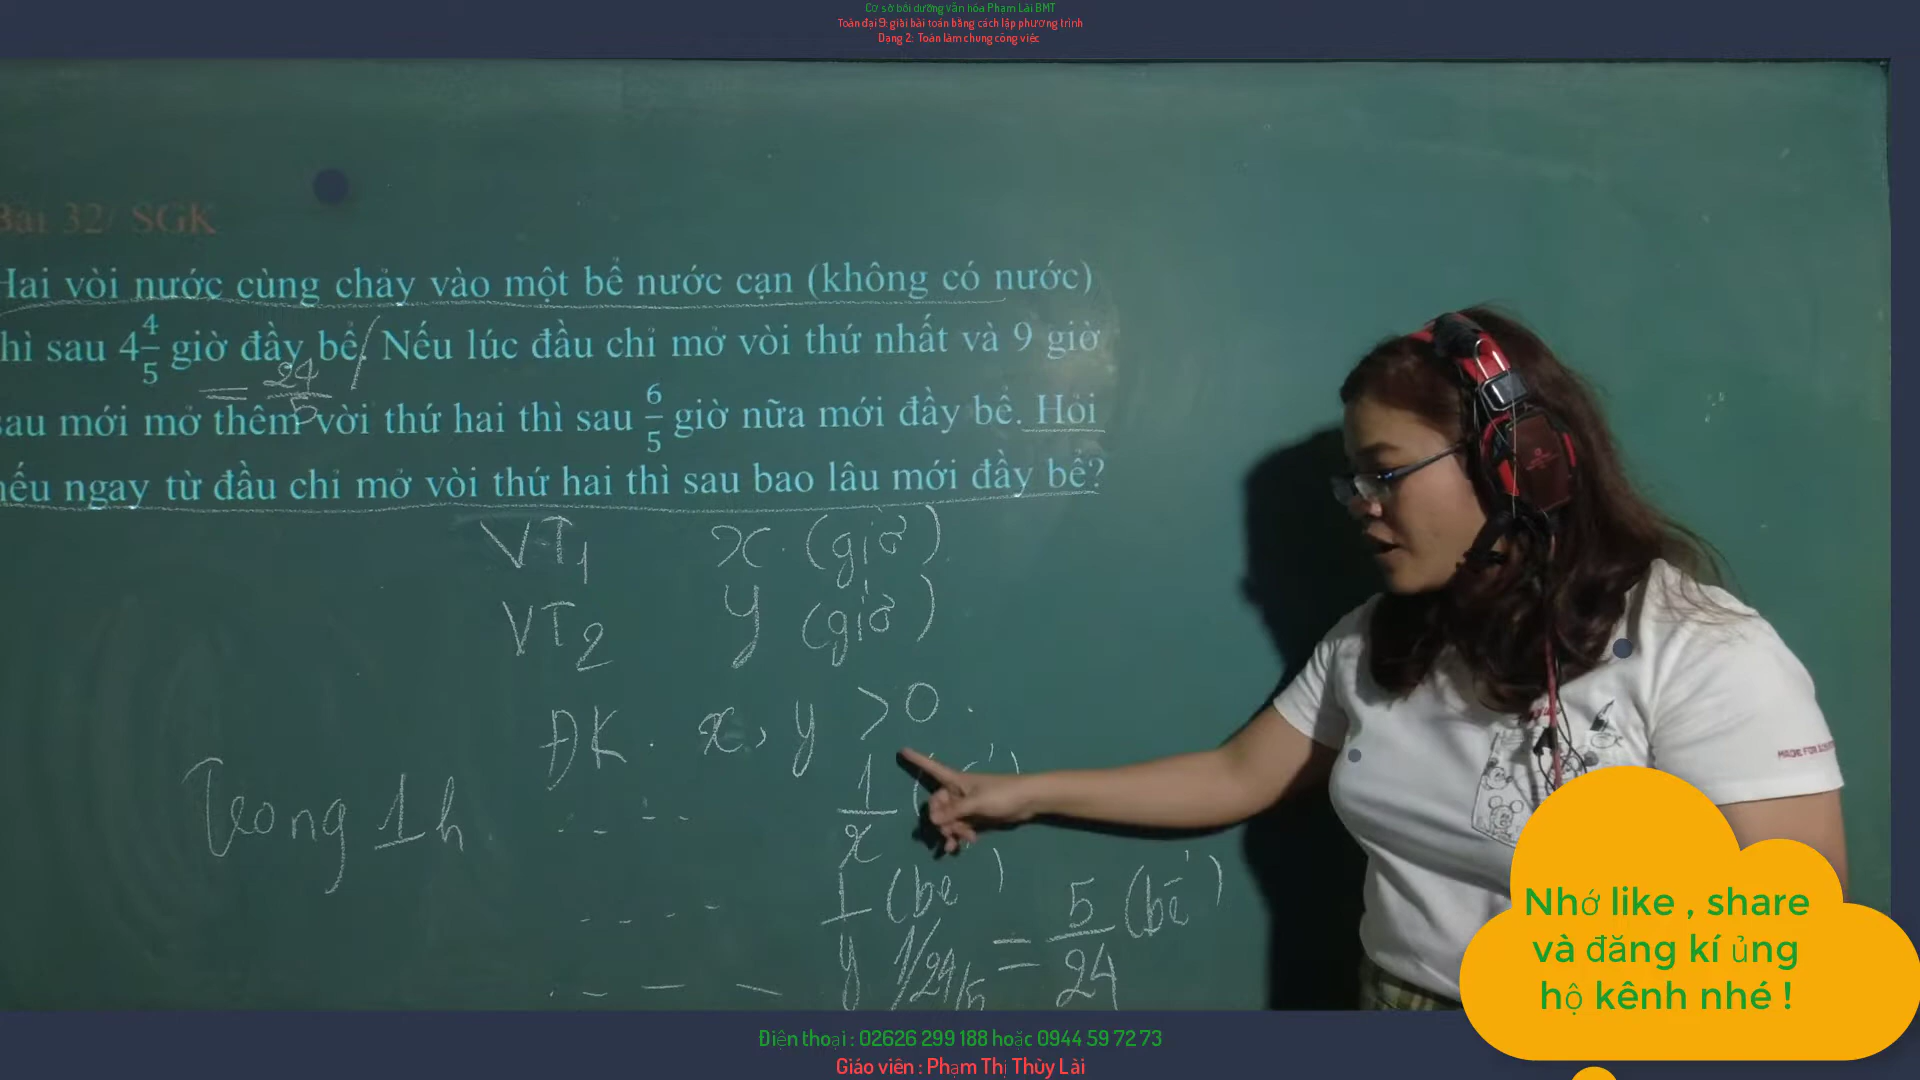 Cơ sở bồi dưỡng văn hóa Phạm Lài BMT
Toán đại 9: giải bài toán bằng cách lập phương trình
Dạng 2: Toán làm chung công việc
Bài 32/ SGK
Hai vòi nước cùng chảy vào một bể nước cạn (không có nước)
hì sau 4 4/5 giờ đầy bể. Nếu lúc đầu chỉ mở vòi thứ nhất và 9 giờ
= 24/5
sau mới mở thêm vời thứ hai thì sau 6/5 giờ nữa mới đầy bể. Hỏi
nếu ngay từ đầu chỉ mở vòi thứ hai thì sau bao lâu mới đầy bể?
VT1 x (giờ)
VT2 y (giờ)
ĐK. x, y > 0.
Trong 1h .... 1/x
.... 1/y (bể)
.... 1/24/5 = 5/24 (bể)
MADE FOR
Nhớ like , share
và đăng kí ủng
hộ kênh nhé !
Điện thoại : 02626 299 188 hoặc 0944 59 72 73
Giáo viên : Phạm Thị Thùy Lài